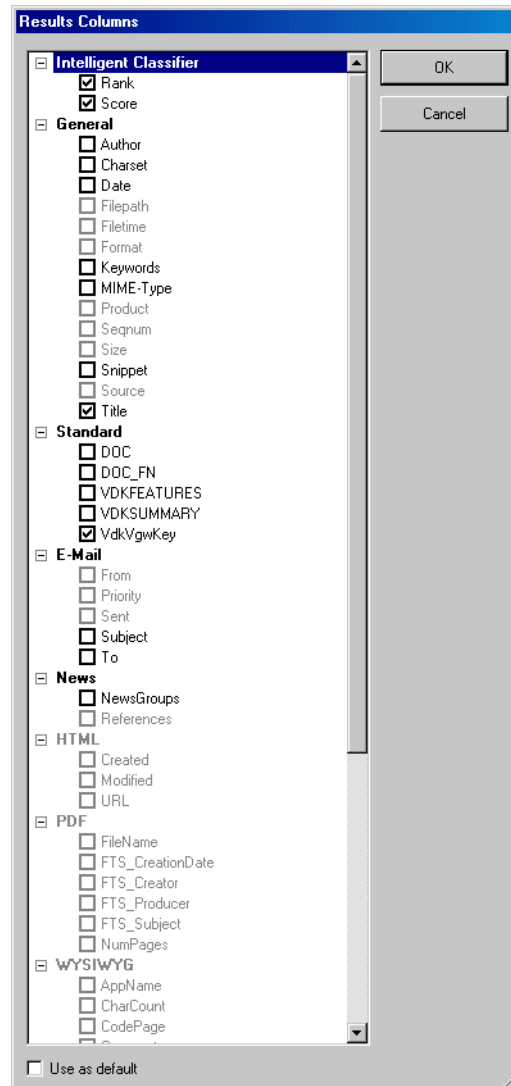 Results Columns
Intelligent Classifier
Rank
Score
General
Author
Charset
Date
Filepath
Filetime
Format
Keywords
MIME-Type
Product
Seqnum
Size
Snippet
Source
Title
Standard
DOC
DOC_FN
VDKFEATURES
VDKSUMMARY
VdkVgwKey
E-Mail
From
Priority
Sent
Subject
To
News
NewsGroups
References
HTML
Created
Modified
URL
PDF
FileName
FTS_CreationDate
FTS_Creator
FTS_Producer
FTS_Subject
NumPages
WYSIWYG
AppName
CharCount
CodePage
OK
Cancel
Use as default